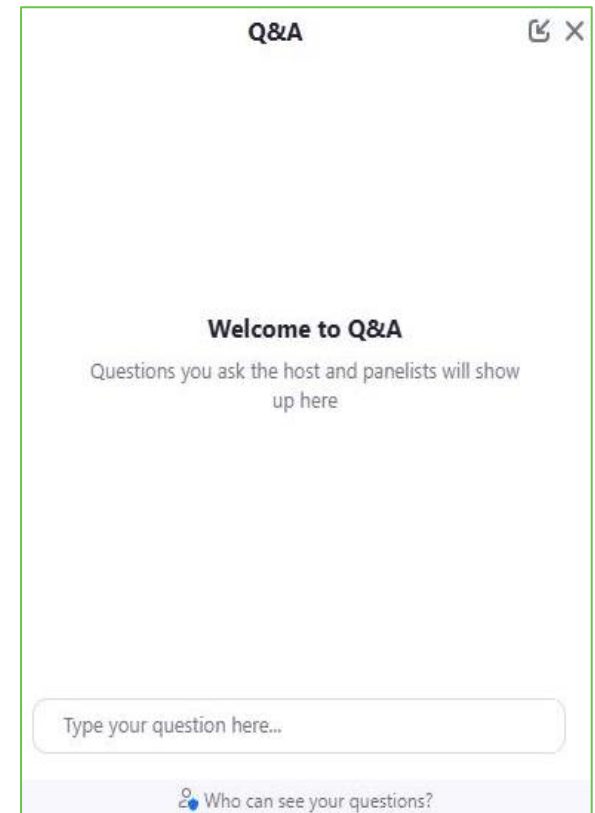 Q&A
Welcome to Q&A
Questions you ask the host and panelists will show
up here
Type your question here...
Who can see your questions?